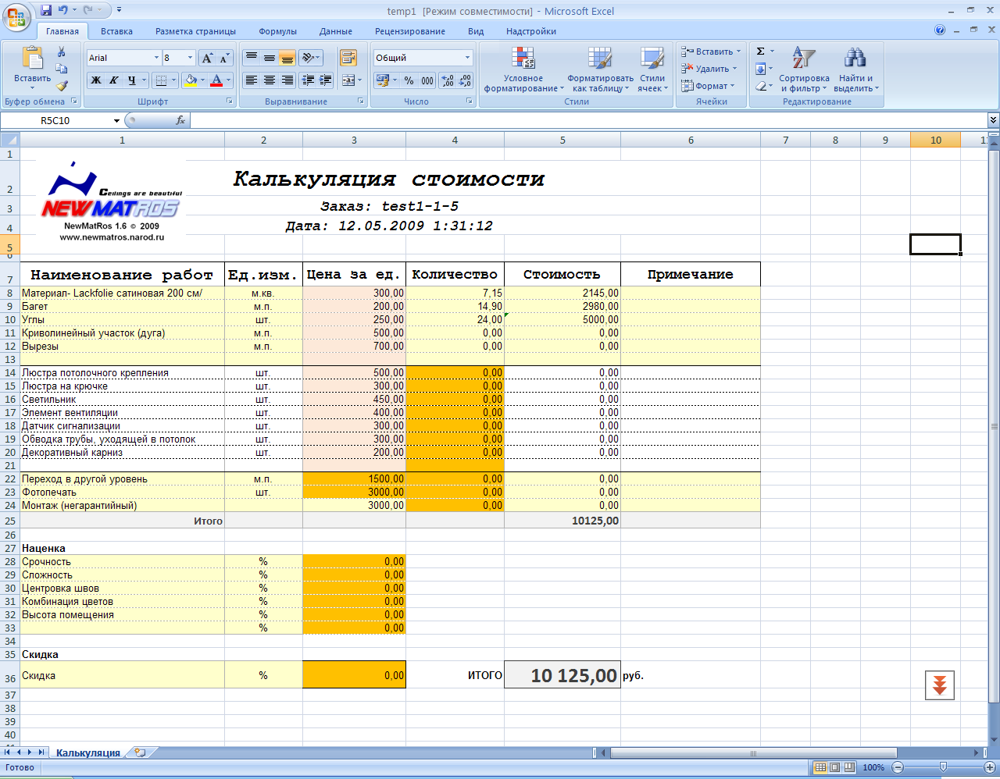 temp1 [Режим совместимости] - Microsoft Excel
Главная Вставка Разметка страницы Формулы Данные Рецензирование Вид Надстройки
Вставить
Буфер обмена
Arial 8
Ж К Ч
Шрифт
Выравнивание
Общий
% 000
Число
Условное форматирование
Форматировать как таблицу
Стили ячеек
Стили
Вставить
Удалить
Формат
Ячейки
Σ
Сортировка и фильтр
Найти и выделить
Редактирование
R5C10 fx
1 2 3 4 5 6 7 8 9 10 11
1
2 Калькуляция стоимости
Ceilings are beautiful
3 NEWMATROS Заказ: test1-1-5
4 NewMatRos 1.6 © 2009 Дата: 12.05.2009 1:31:12
www.newmatros.narod.ru
5
6
7 Наименование работ Ед.изм. Цена за ед. Количество Стоимость Примечание
8 Материал- Lackfolie сатиновая 200 см/ м.кв. 300,00 7,15 2145,00
9 Багет м.п. 200,00 14,90 2980,00
10 Углы шт. 250,00 24,00 5000,00
11 Криволинейный участок (дуга) м.п. 500,00 0,00 0,00
12 Вырезы м.п. 700,00 0,00 0,00
13
14 Люстра потолочного крепления шт. 500,00 0,00 0,00
15 Люстра на крючке шт. 300,00 0,00 0,00
16 Светильник шт. 450,00 0,00 0,00
17 Элемент вентиляции шт. 400,00 0,00 0,00
18 Датчик сигнализации шт. 300,00 0,00 0,00
19 Обводка трубы, уходящей в потолок шт. 300,00 0,00 0,00
20 Декоративный карниз шт. 200,00 0,00 0,00
21
22 Переход в другой уровень м.п. 1500,00 0,00 0,00
23 Фотопечать шт. 3000,00 0,00 0,00
24 Монтаж (негарантийный) 3000,00 0,00 0,00
25 Итого 10125,00
26
27 Наценка
28 Срочность % 0,00
29 Сложность % 0,00
30 Центровка швов % 0,00
31 Комбинация цветов % 0,00
32 Высота помещения % 0,00
33 % 0,00
34
35 Скидка
36 Скидка % 0,00 ИТОГО 10 125,00 руб.
37
38
39
40
Калькуляция
Готово 100%